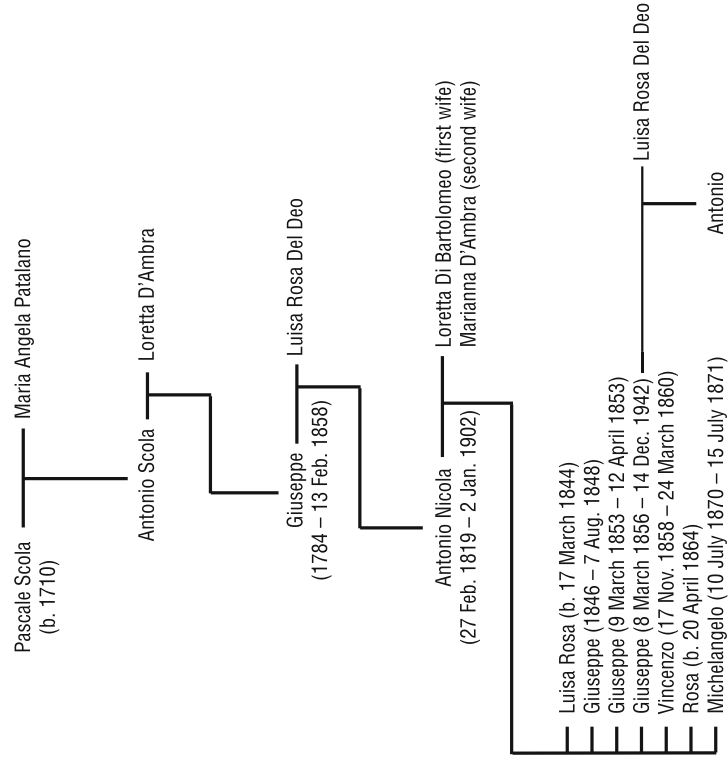 Pascale Scola
(b. 1710)
Maria Angela Patalano
Antonio Scola
Loretta D'Ambra
Giuseppe
(1784 – 13 Feb. 1858)
Luisa Rosa Del Deo
Antonio Nicola
(27 Feb. 1819 – 2 Jan. 1902)
Loretta Di Bartolomeo (first wife)
Marianna D'Ambra (second wife)
Luisa Rosa (b. 17 March 1844)
Giuseppe (1846 – 7 Aug. 1848)
Giuseppe (9 March 1853 – 12 April 1853)
Giuseppe (8 March 1856 – 14 Dec. 1942)
Luisa Rosa Del Deo
Vincenzo (17 Nov. 1858 – 24 March 1860)
Rosa (b. 20 April 1864)
Michelangelo (10 July 1870 – 15 July 1871)
Antonio